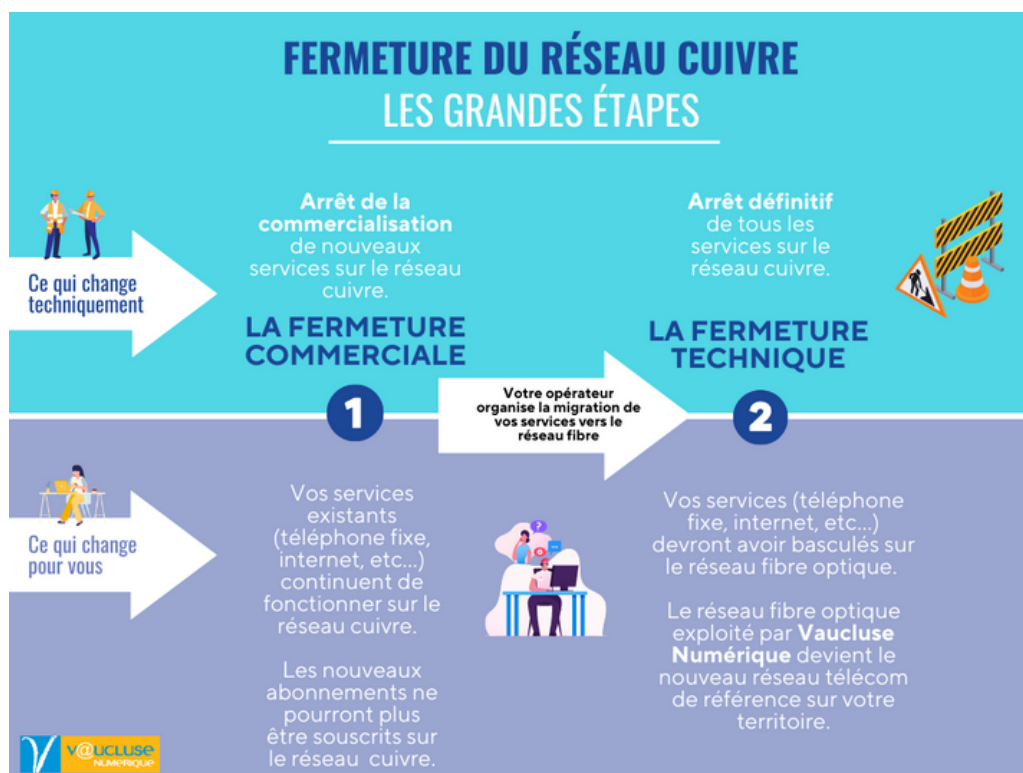 FERMETURE DU RÉSEAU CUIVRE
LES GRANDES ÉTAPES
Ce qui change
techniquement
Arrêt de la
commercialisation
de nouveaux
services sur le réseau
cuivre.
LA FERMETURE
COMMERCIALE
1
Arrêt définitif
de tous les
services sur le
réseau cuivre.
LA FERMETURE
TECHNIQUE
2
Votre opérateur
organise la migration de
vos services vers le
réseau fibre
Ce qui change
pour vous
Vos services
existants
(téléphone fixe,
internet, etc...)
continuent de
fonctionner sur le
réseau cuivre.
Les nouveaux
abonnements ne
pourront plus
être souscrits sur
le réseau cuivre.
Vos services (téléphone
fixe, internet, etc...)
devront avoir basculés sur
le réseau fibre optique.
Le réseau fibre optique
exploité par Vaucluse
Numérique devient le
nouveau réseau télécom
de référence sur votre
territoire.
V@UCLUSE
NUMERIQUE